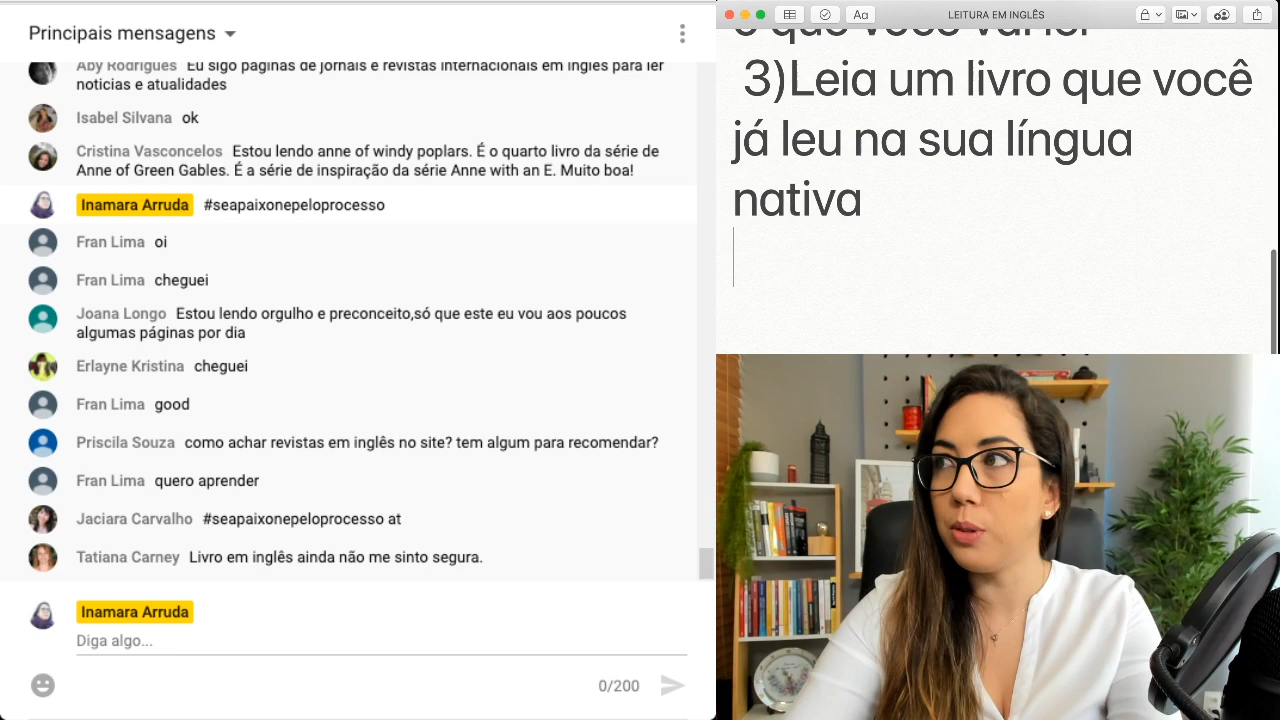 Principais mensagens
Aby Rodrigues Eu sigo páginas de jornais e revistas internacionais em inglês para ler
noticias e atualidades
Isabel Silvana ok
Cristina Vasconcelos Estou lendo anne of windy poplars. É o quarto livro da série de
Anne of Green Gables. É a série de inspiração da série Anne with an E. Muito boa!
Inamara Arruda #seapaixonepeloprocesso
Fran Lima oi
Fran Lima cheguei
Joana Longo Estou lendo orgulho e preconceito,só que este eu vou aos poucos
algumas páginas por dia
Erlayne Kristina cheguei
Fran Lima good
Priscila Souza como achar revistas em inglês no site? tem algum para recomendar?
Fran Lima quero aprender
Jaciara Carvalho #seapaixonepeloprocesso at
Tatiana Carney Livro em inglês ainda não me sinto segura.
Inamara Arruda
Diga algo...
0/200
Aa
LEITURA EM INGLÊS
o que você vai ler
3)Leia um livro que você
já leu na sua língua
nativa